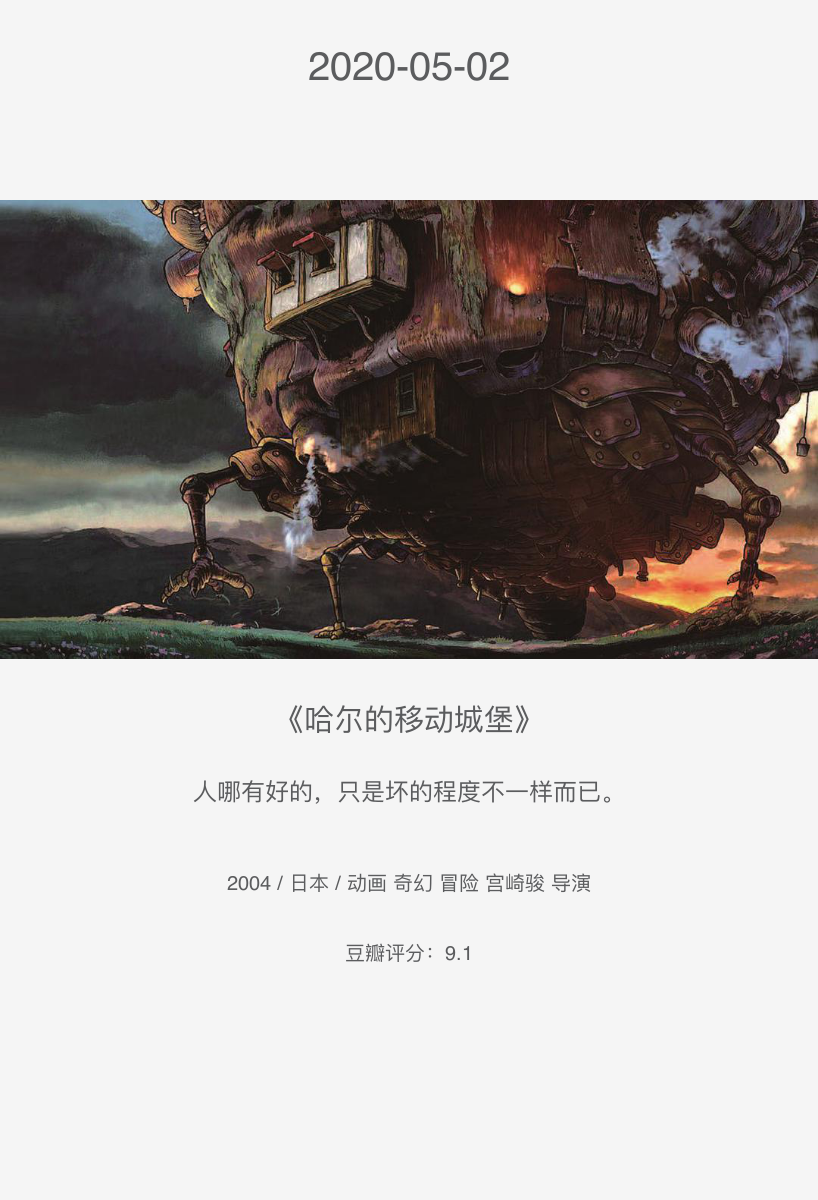 2020-05-02
《哈尔的移动城堡》
人哪有好的，只是坏的程度不一样而已。
2004 / 日本 / 动画 奇幻 冒险 宫崎骏 导演
豆瓣评分：9.1